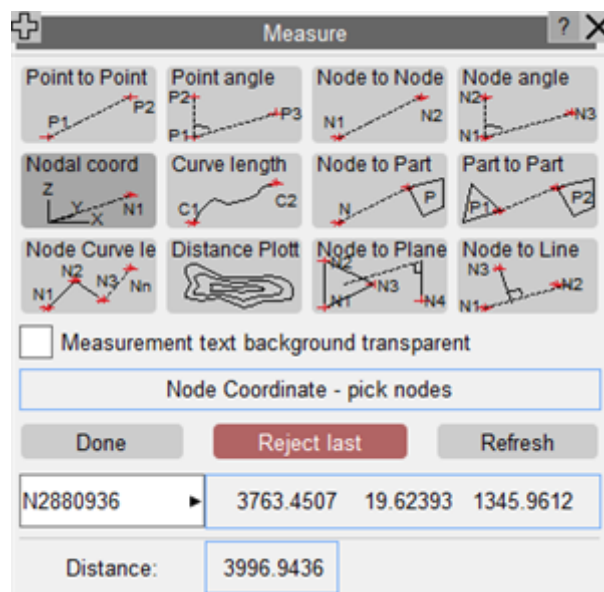 Measure ?
Point to Point Point angle Node to Node Node angle
P1 P2 P2 P1 P3 N1 N2 N2 N1 N3
Nodal coord Curve length Node to Part Part to Part
Z Y X N1 C1 C2 N P P1 P2
Node Curve le Distance Plott Node to Plane Node to Line
N1 N2 N3 Nn N2 N1 N3 N4 N3 N1 N2
Measurement text background transparent
Node Coordinate - pick nodes
Done Reject last Refresh
N2880936 3763.4507 19.62393 1345.9612
Distance: 3996.9436